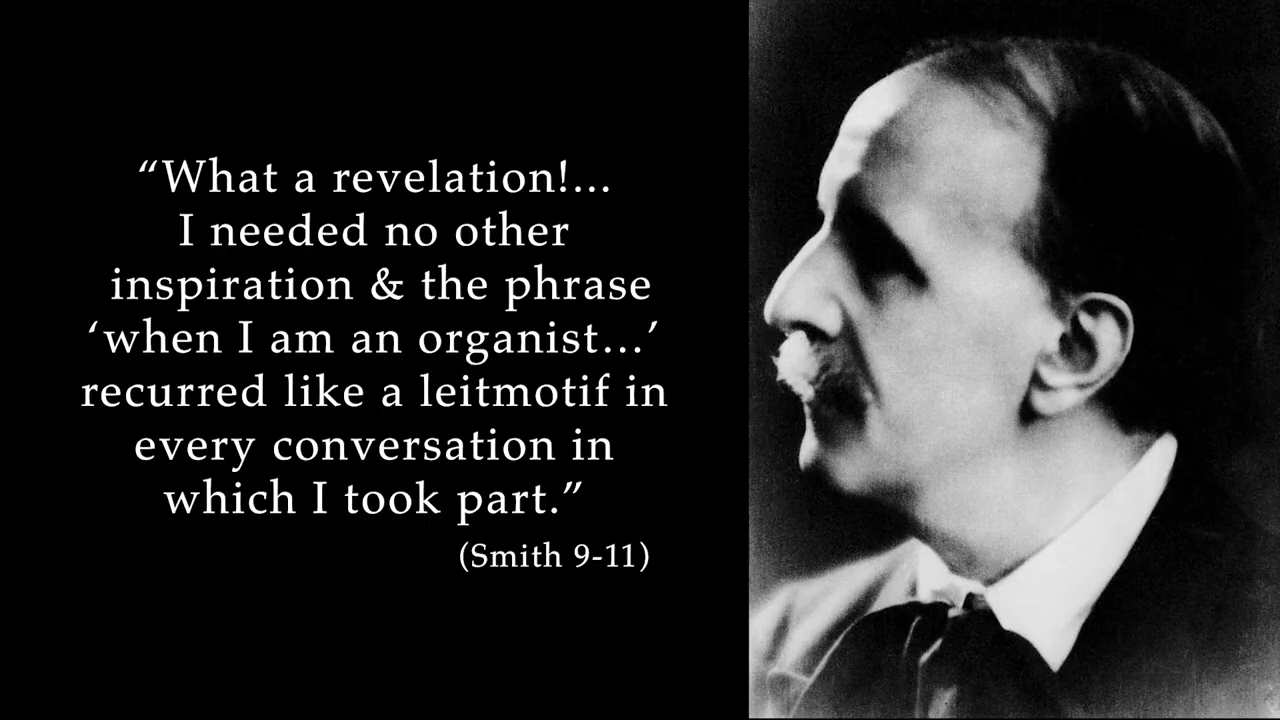 “What a revelation!...
I needed no other
inspiration & the phrase
‘when I am an organist...’
recurred like a leitmotif in
every conversation in
which I took part.”
(Smith 9-11)